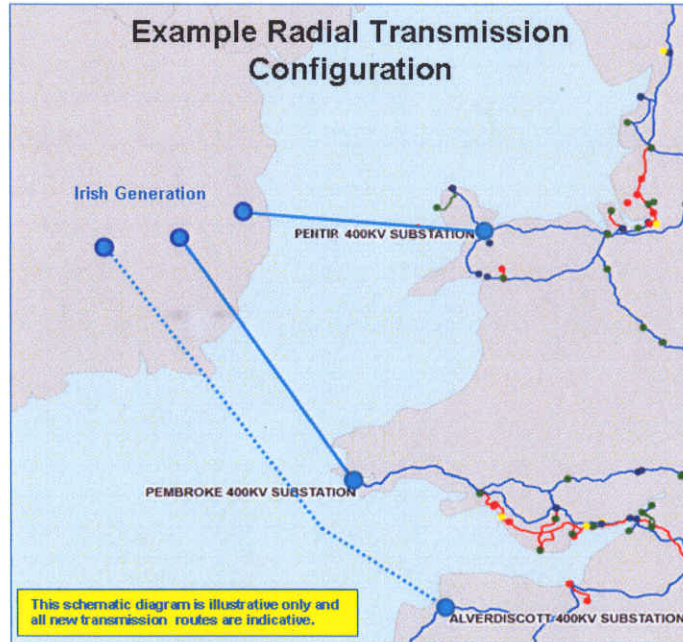 Example Radial Transmission
Configuration
Irish Generation
PENTIR 400KV SUBSTATION
PEMBROKE 400KV SUBSTATION
ALVERDISCOTT 400KV SUBSTATION
This schematic diagram is illustrative only and
all new transmission routes are indicative.